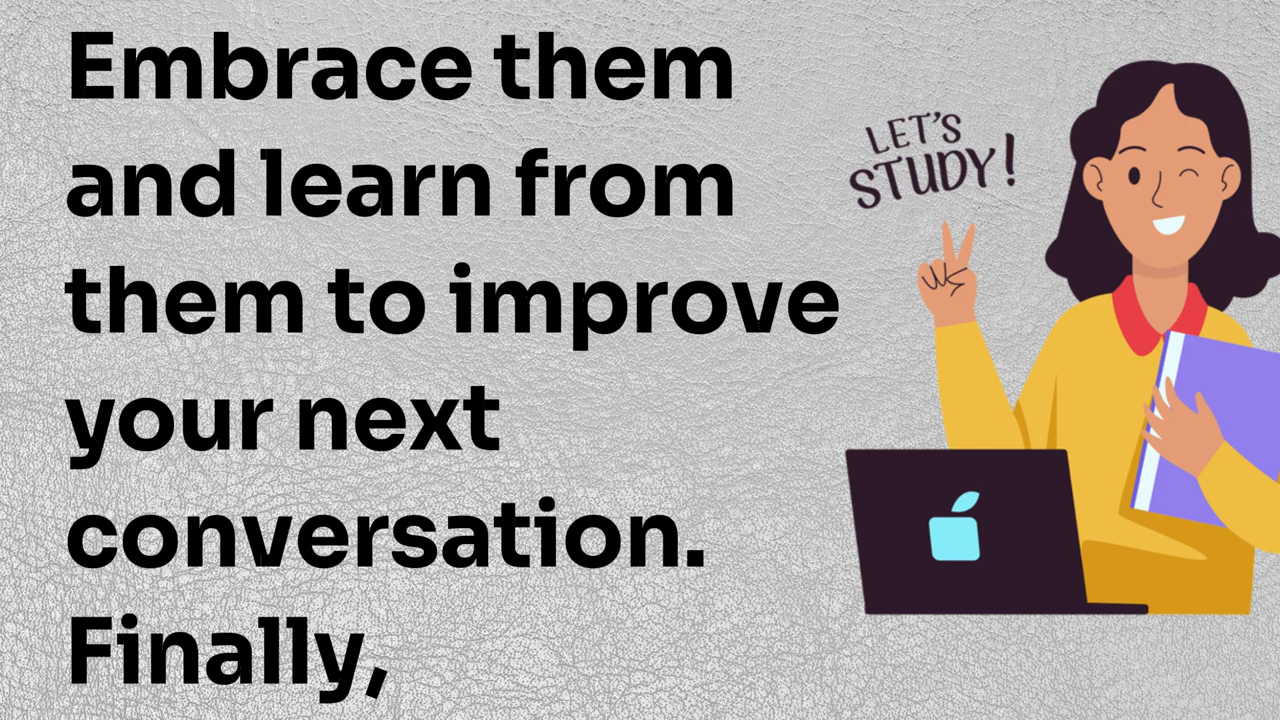 Embrace them
and learn from
them to improve
your next
conversation.
Finally,
LET'S
STUDY!